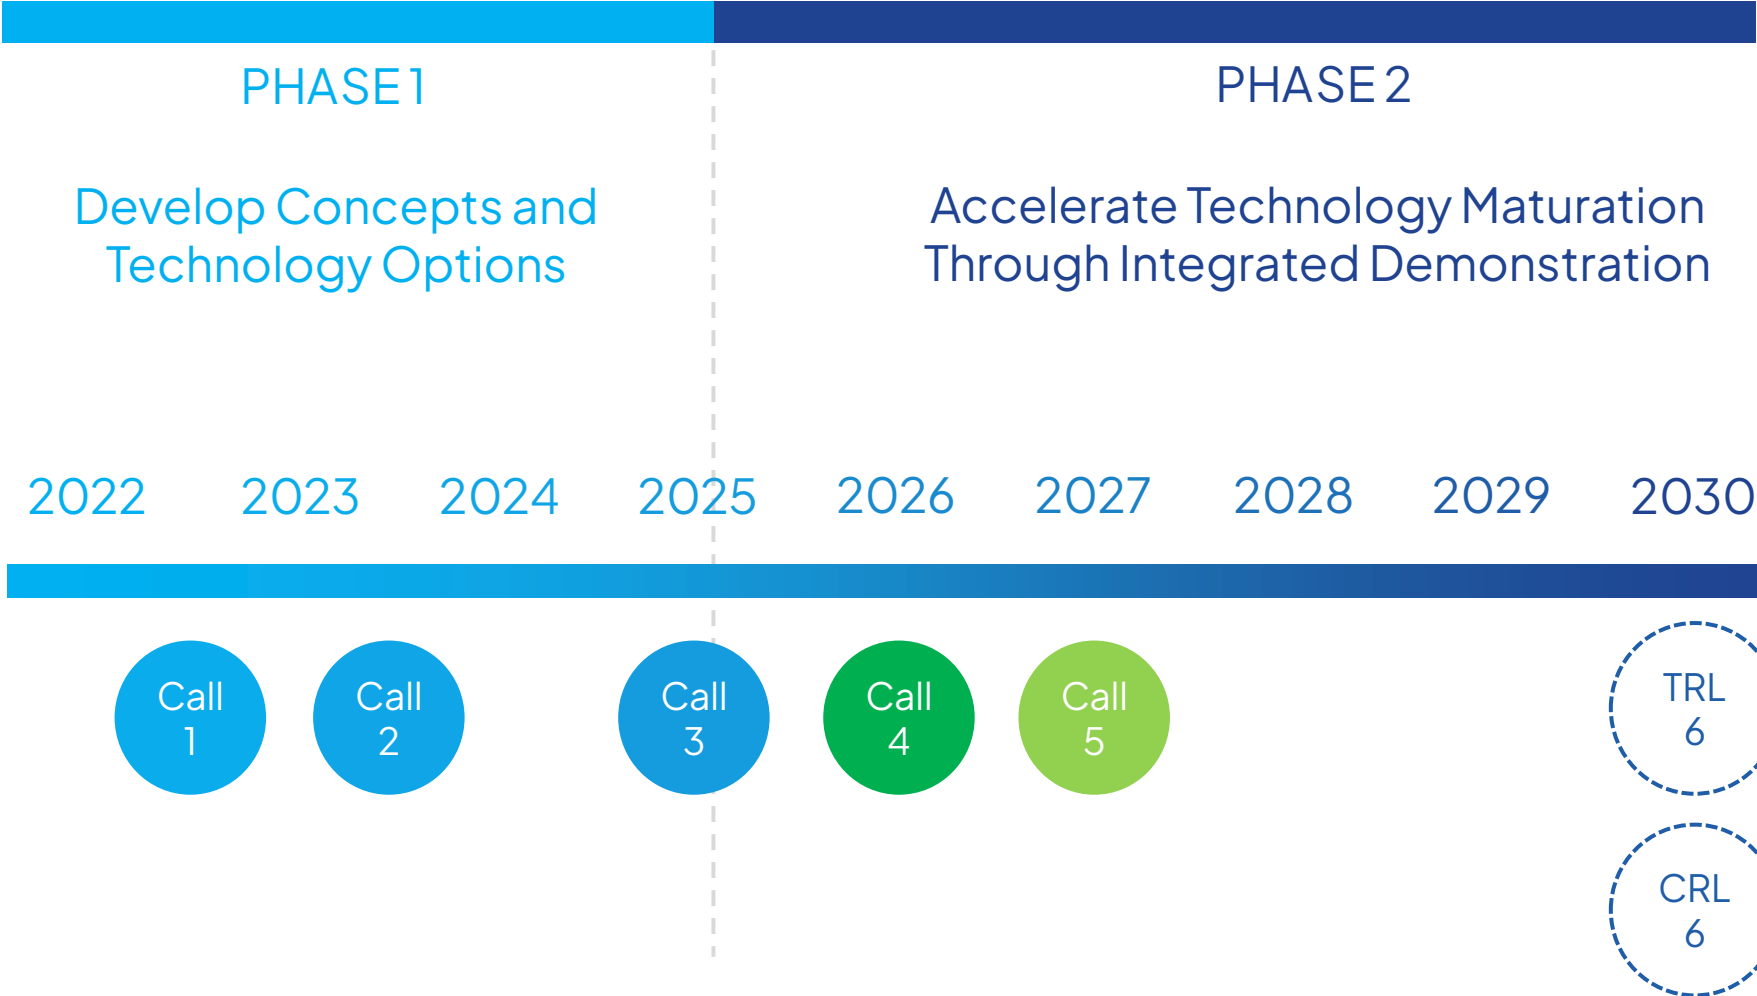 PHASE 1
Develop Concepts and
Technology Options
PHASE 2
Accelerate Technology Maturation
Through Integrated Demonstration
2022 2023 2024 2025 2026 2027 2028 2029 2030
Call
1
Call
2
Call
3
Call
4
Call
5
TRL
6
CRL
6